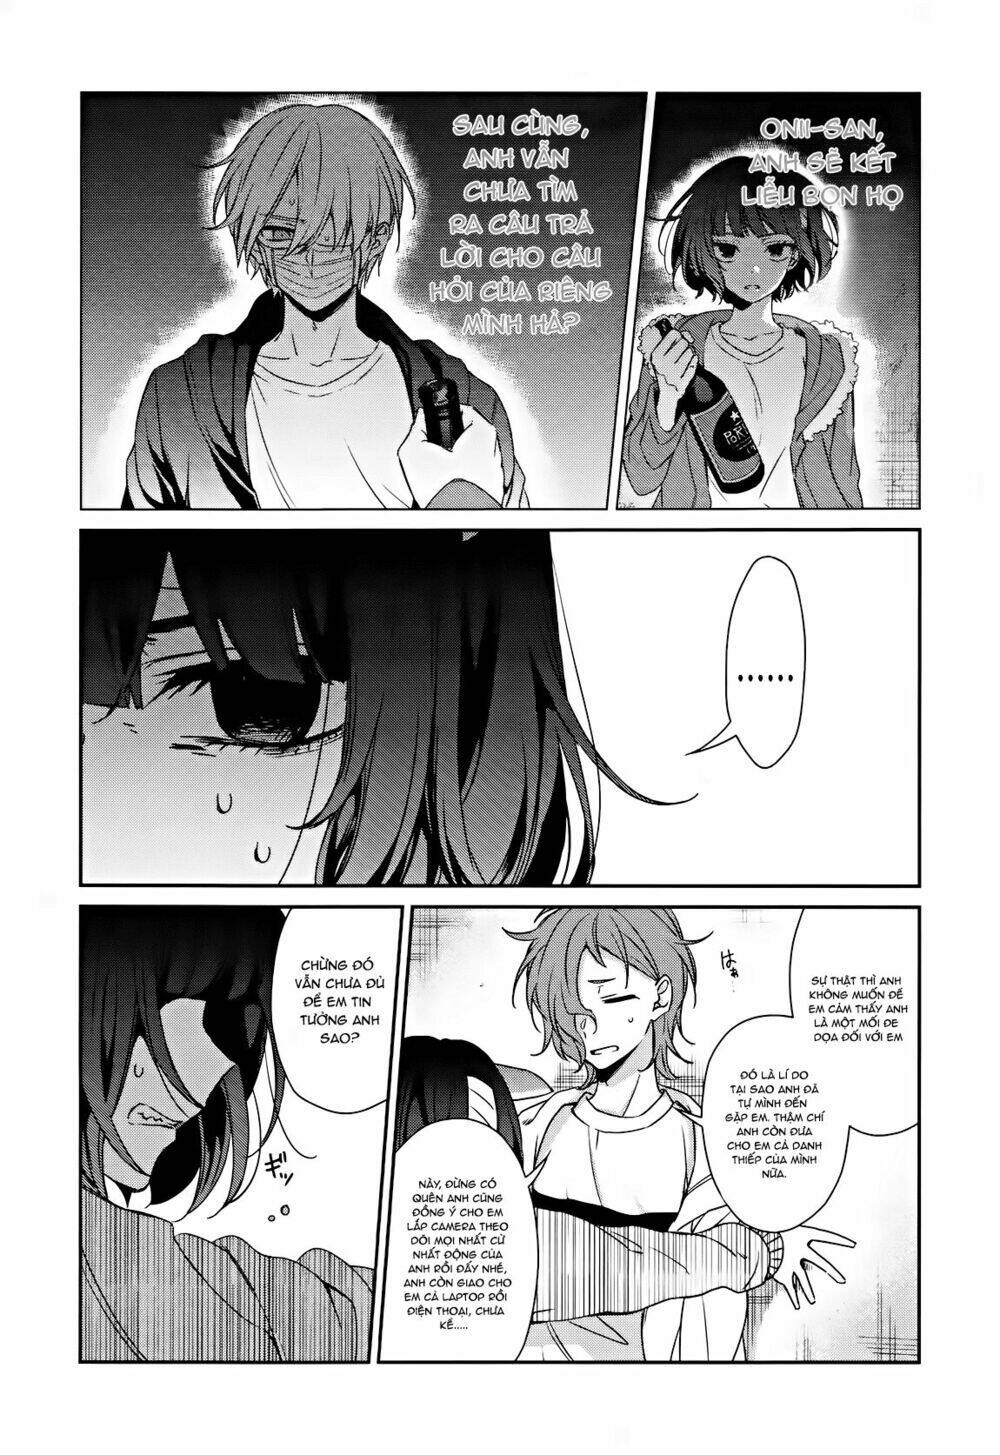 ONII-SAN,
ANH SẼ KẾT
LIỄU BỌN HỌ
SAU CÙNG,
ANH VẪN
CHƯA TÌM
RA CÂU TRẢ
LỜI CHO CÂU
HỎI CỦA RIÊNG
MÌNH HẢ?
PORT
......
SỰ THẬT THÌ ANH
KHÔNG MUỐN ĐỂ
EM CẢM THẤY ANH
LÀ MỘT MỐI ĐE
DỌA ĐỐI VỚI EM
はぁ
ĐÓ LÀ LÍ DO
TẠI SAO ANH ĐÃ
TỰ MÌNH ĐẾN
GẶP EM. THẬM CHÍ
ANH CÒN ĐƯA
CHO EM CẢ DANH
THIẾP CỦA MÌNH
NỮA.
NÀY, ĐỪNG CÓ
QUÊN ANH CŨNG
ĐỒNG Ý CHO EM
LẮP CAMERA THEO
DÕI MỌI NHẤT CỬ
NHẤT ĐỘNG CỦA
ANH RỒI ĐẤY NHÉ,
ANH CÒN GIAO CHO
EM CẢ LAPTOP RỒI
ĐIỆN THOẠI, CHƯA
KỂ.....
CHỪNG ĐÓ
VẪN CHƯA ĐỦ
ĐỂ EM TIN
TƯỞNG ANH
SAO?